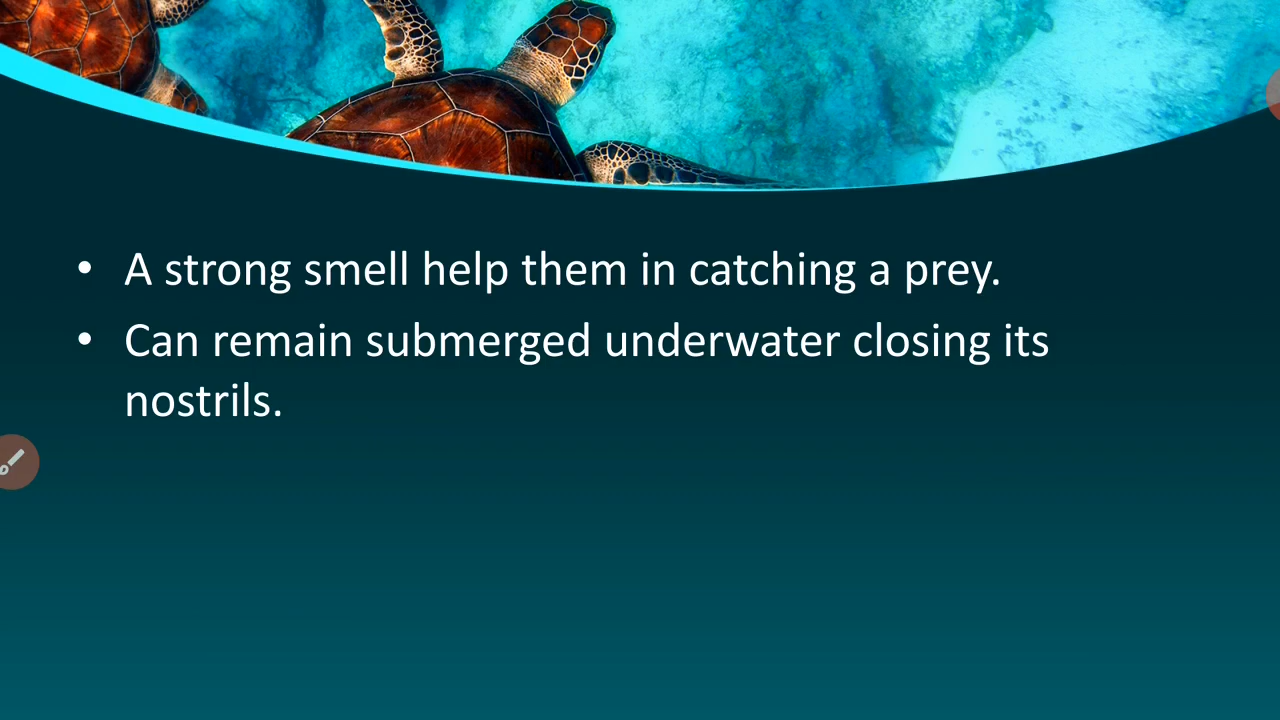 • A strong smell help them in catching a prey.
• Can remain submerged underwater closing its
nostrils.